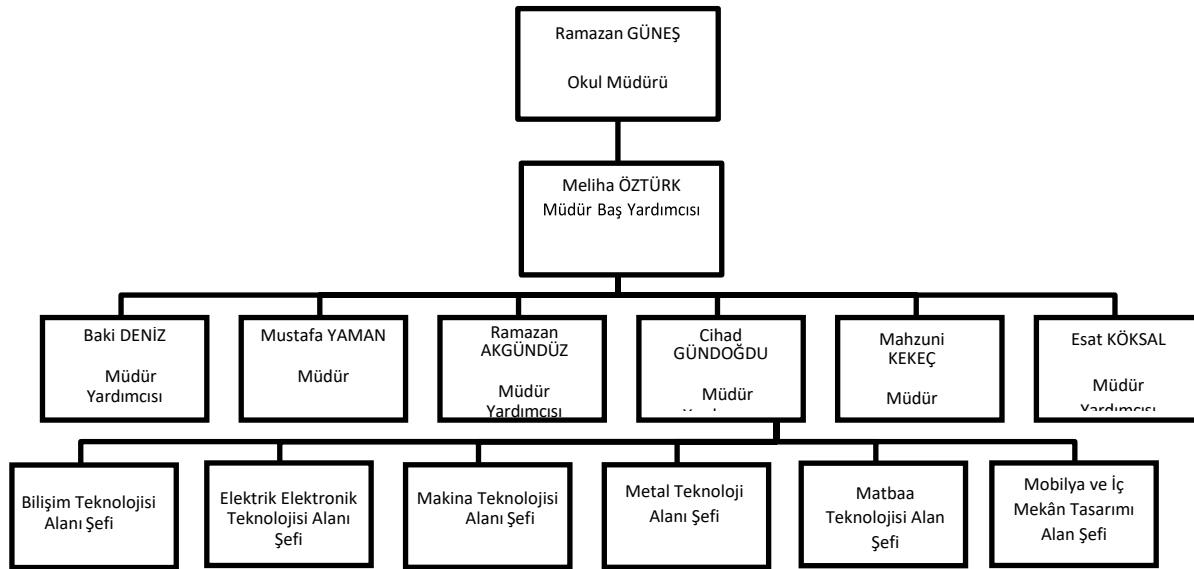 Ramazan GÜNEŞ
Okul Müdürü
Meliha ÖZTÜRK
Müdür Baş Yardımcısı
Baki DENİZ
Müdür
Yardımcısı
Mustafa YAMAN
Müdür
Ramazan
AKGÜNDÜZ
Müdür
Yardımcısı
Cihad
GÜNDOĞDU
Müdür
Mahzuni
KEKEÇ
Müdür
Esat KÖKSAL
Müdür
Yardımcısı
Bilişim Teknolojisi
Alanı Şefi
Elektrik Elektronik
Teknolojisi Alanı
Şefi
Makina Teknolojisi
Alanı Şefi
Metal Teknoloji
Alanı Şefi
Matbaa
Teknolojisi Alan
Şefi
Mobilya ve İç
Mekân Tasarımı
Alan Şefi